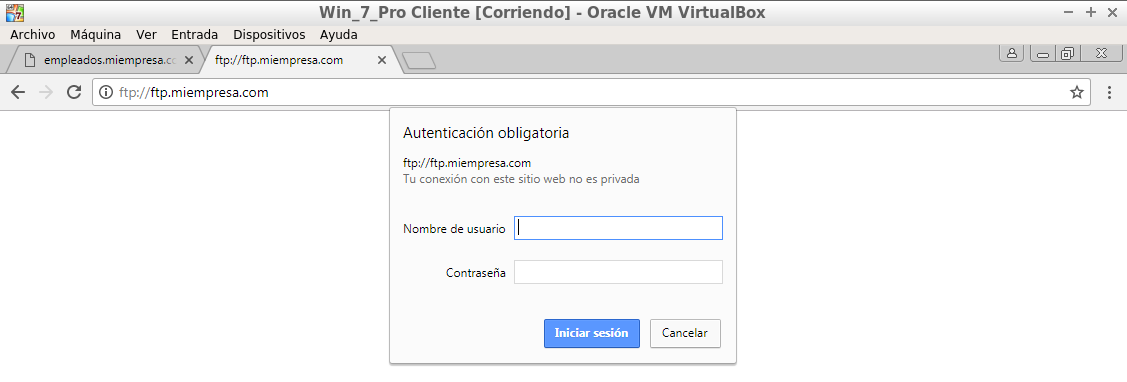 Win_7_Pro Cliente [Corriendo] - Oracle VM VirtualBox
Archivo Máquina Ver Entrada Dispositivos Ayuda
empleados.miempresa.co ftp://ftp.miempresa.com
ftp://ftp.miempresa.com
Autenticación obligatoria
ftp://ftp.miempresa.com
Tu conexión con este sitio web no es privada
Nombre de usuario
Contraseña
Iniciar sesión Cancelar